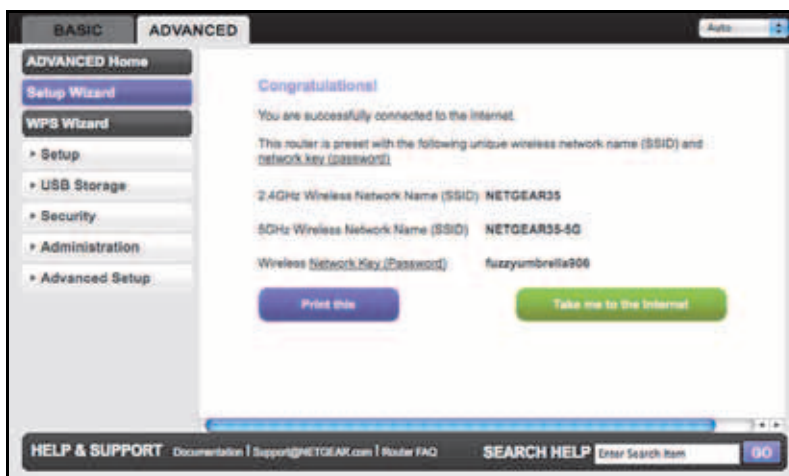 BASIC ADVANCED Auto
ADVANCED Home
Setup Wizard
WPS Wizard
Setup
USB Storage
Security
Administration
Advanced Setup
Congratulations!
You are successfully connected to the Internet.
This router is preset with the following unique wireless network name (SSID) and
network key (password)
2.4GHz Wireless Network Name (SSID) NETGEAR35
5GHz Wireless Network Name (SSID) NETGEAR35-5G
Wireless Network Key (Password) fuzzyumbrella906
Print this Take me to the Internet
HELP & SUPPORT Documentation | Support@NETGEAR.com | Router FAQ SEARCH HELP Enter Search Item GO